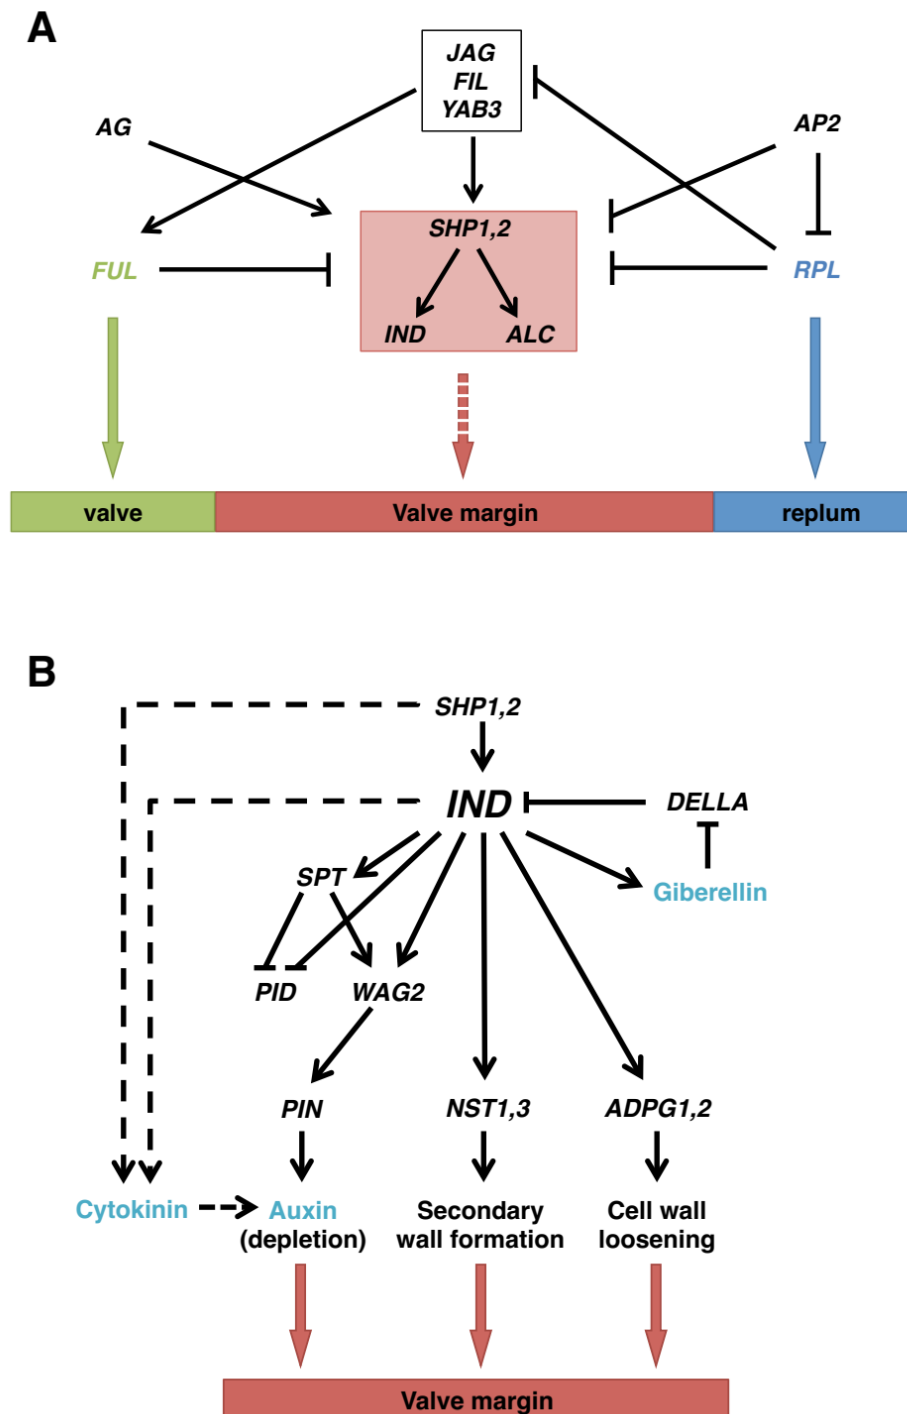 A
JAG
FIL
YAB3
AG
AP2
SHP1,2
FUL
RPL
IND
ALC
valve
Valve margin
replum
B
SHP1,2
IND
DELLA
SPT
Giberellin
PID
WAG2
PIN
NST1,3
ADPG1,2
Cytokinin
Auxin
(depletion)
Secondary
wall formation
Cell wall
loosening
Valve margin